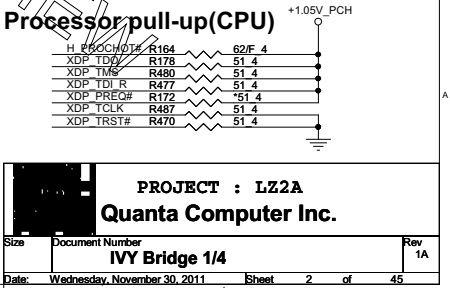 +1.05V_PCH
Processor pull-up(CPU)
H_PROCHOT# R164 62/F_4
XDP_TDO R178 51_4
XDP_TMS R480 51_4
XDP_TDI_R R477 51_4
XDP_PREQ# R172 *51_4
XDP_TCLK R487 51_4
XDP_TRST# R470 51_4
A
PROJECT : LZ2A
Quanta Computer Inc.
Size Document Number Rev
IVY Bridge 1/4 1A
Date: Wednesday, November 30, 2011 Sheet 2 of 45